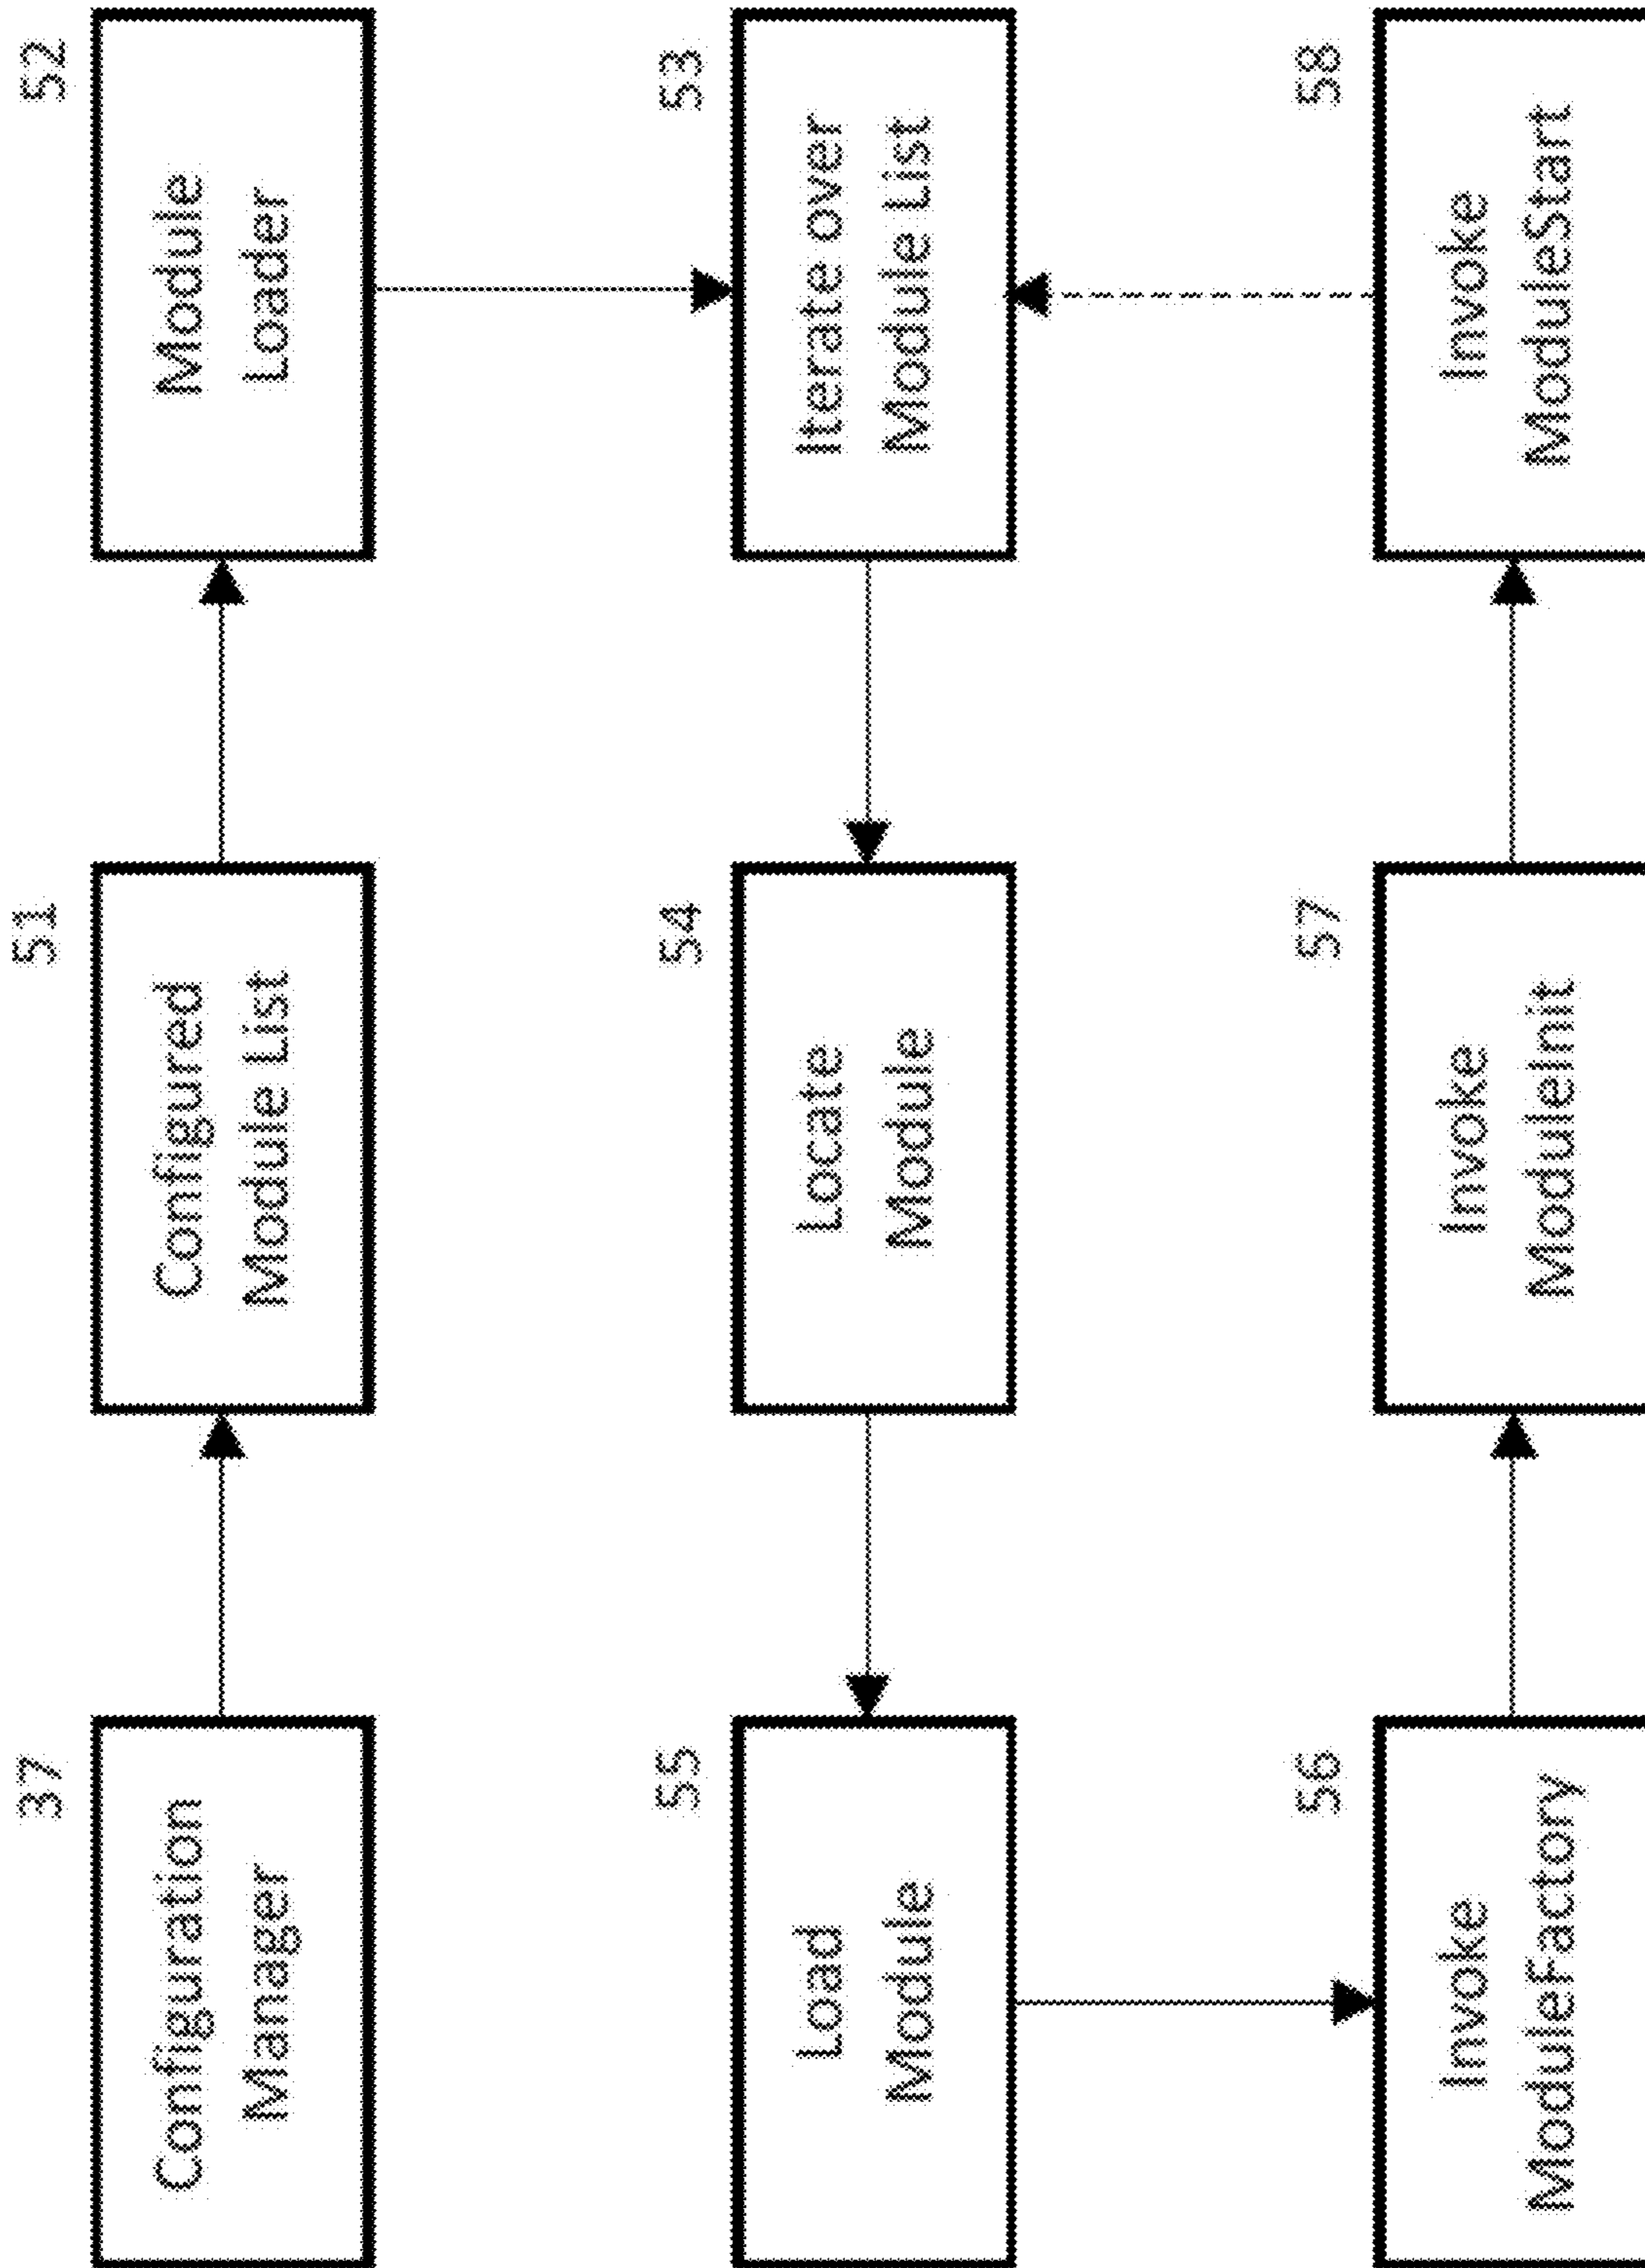 37
Configuration
Manager
51
Configured
Module List
52
Module
Loader
55
Load
Module
54
Locate
Module
53
Iterate over
Module List
56
Invoke
ModuleFactory
57
Invoke
ModuleInit
58
Invoke
ModuleStart